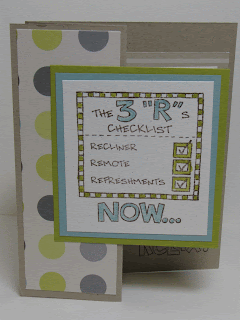 THE 3 "R"s
CHECKLIST
RECLINER
REMOTE
REFRESHMENTS
NOW...